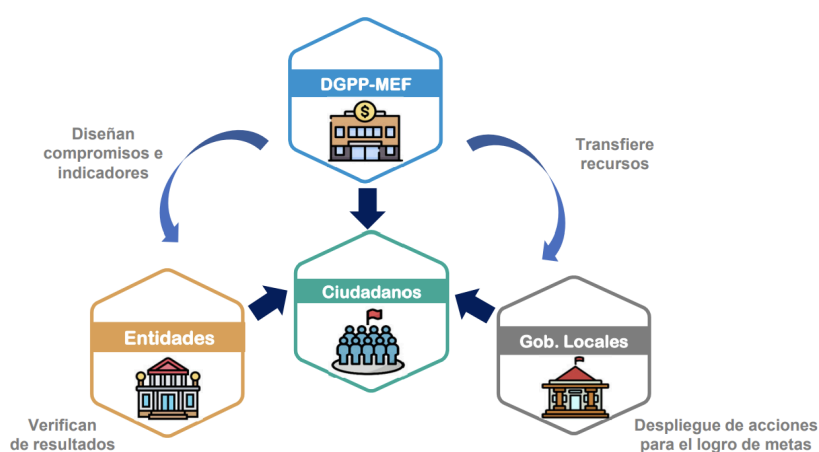 DGPP-MEF
$
Diseñan
compromisos e
indicadores
Transfiere
recursos
Ciudadanos
Entidades
Gob. Locales
Verifican
de resultados
Despliegue de acciones
para el logro de metas